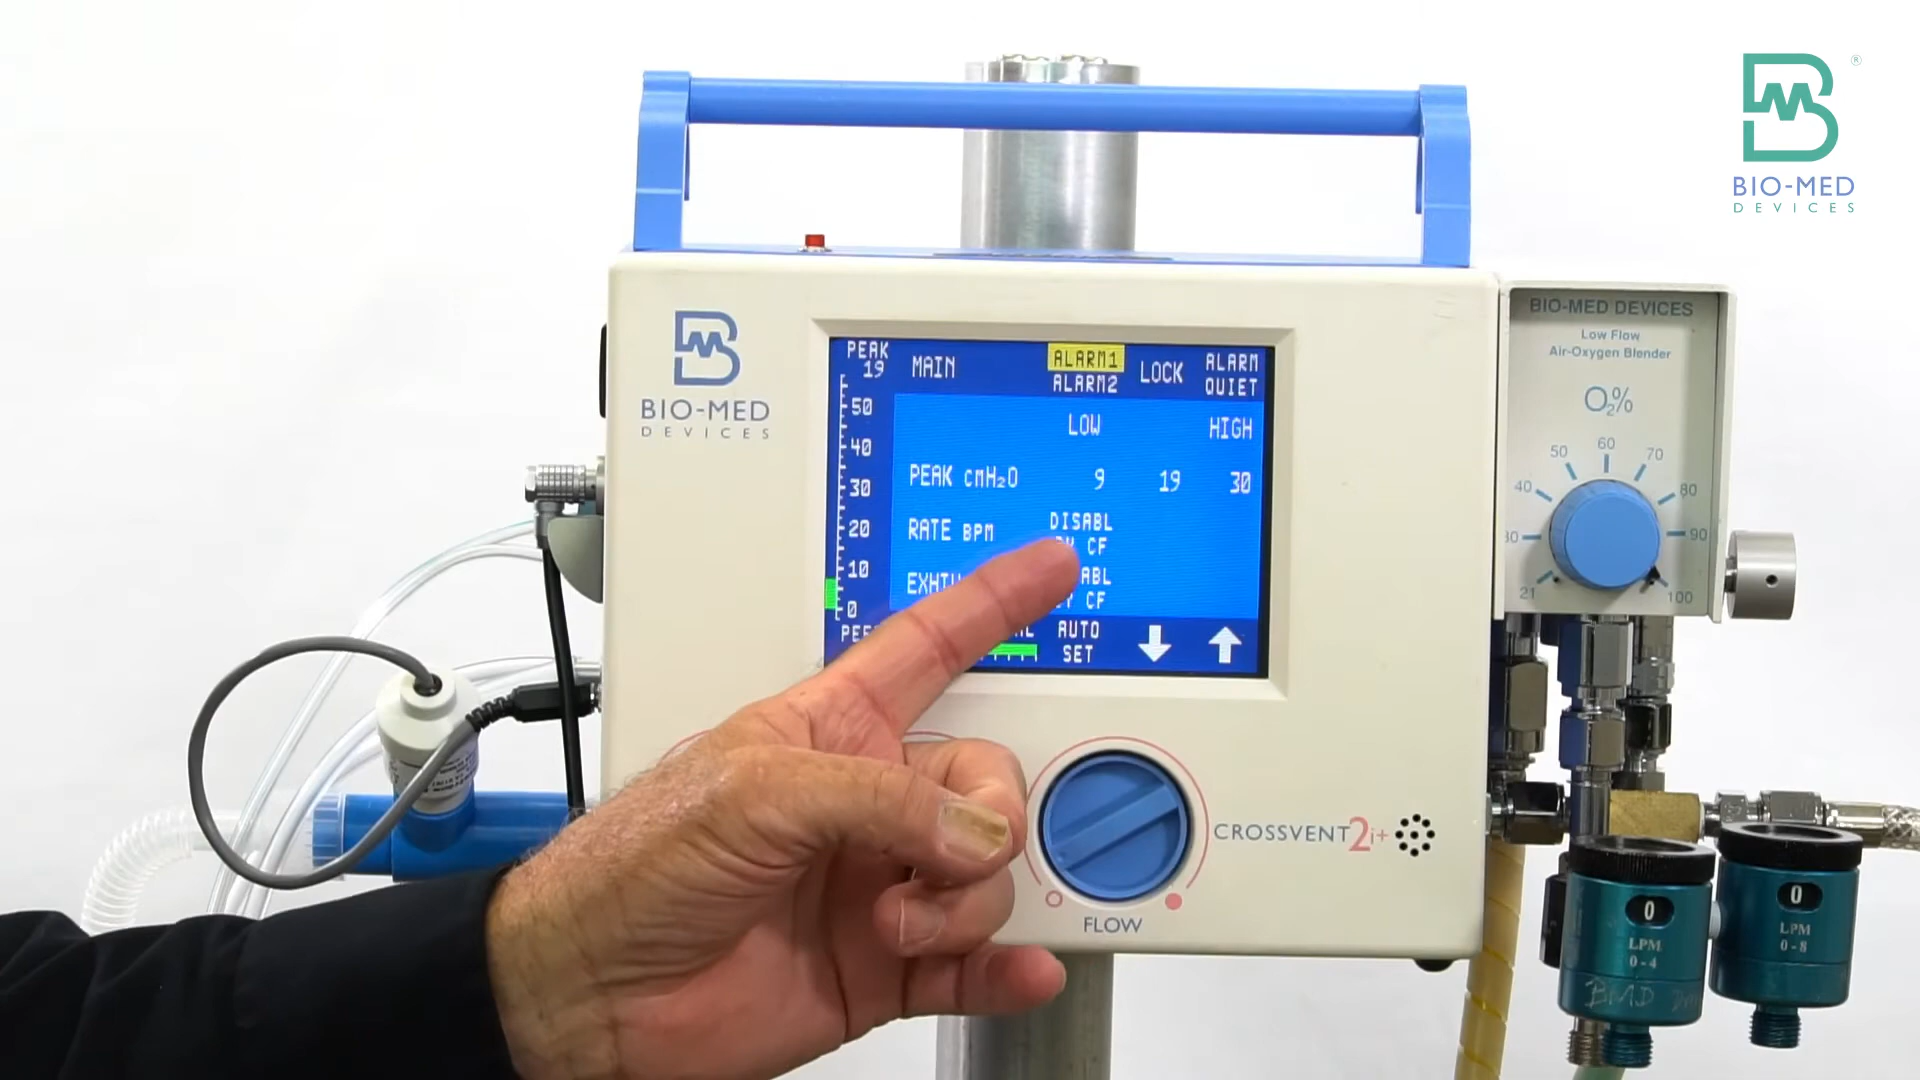 BIO-MED
DEVICES
®
BIO-MED
DEVICES
PEAK
19
MAIN
ALARM1
ALARM2
LOCK
ALARM
QUIET
50
40
30
20
10
0
LOW
HIGH
PEAK cmH₂O
9
19
30
RATE BPM
DISABL
CF
CF
AUTO
SET
FLOW
CROSSVENT2i+
BIO-MED DEVICES
Low Flow
Air-Oxygen Blender
O₂%
21
40
50
60
70
80
90
100
0
LPM
0-4
BMD
0
LPM
0-8